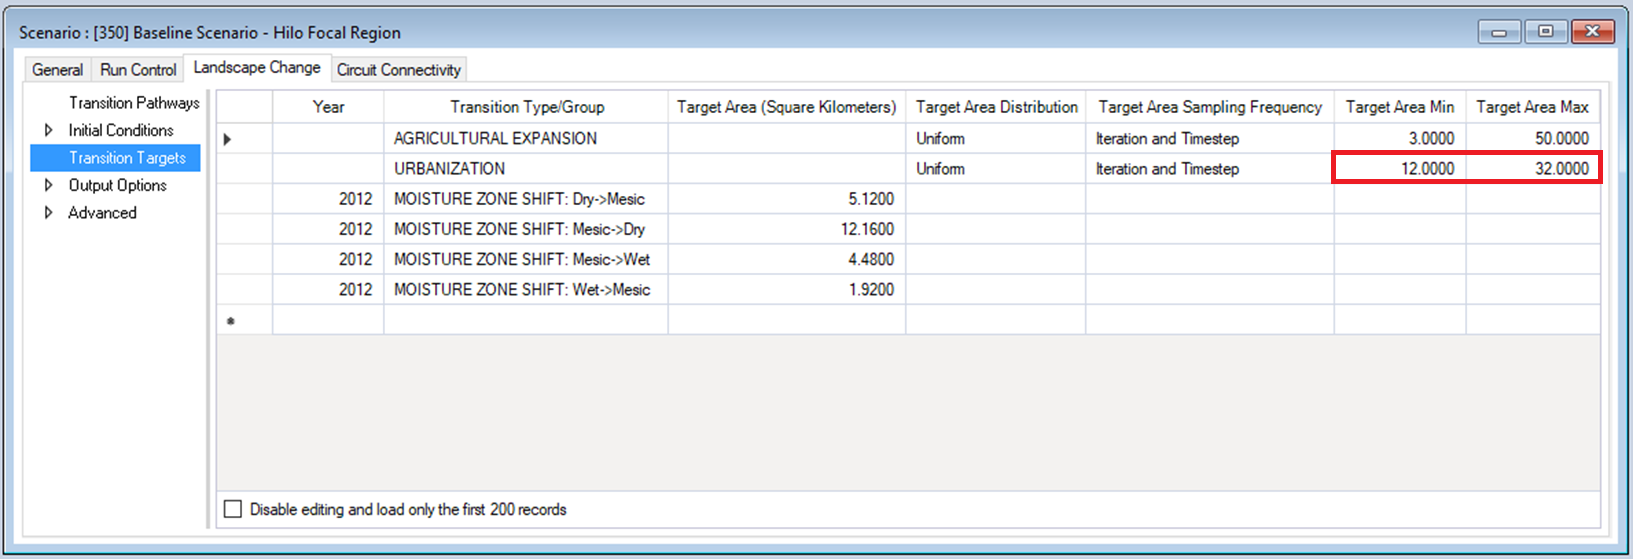 Scenario : [350] Baseline Scenario - Hilo Focal Region
General Run Control Landscape Change Circuit Connectivity
Transition Pathways
Initial Conditions
Transition Targets
Output Options
Advanced
Year Transition Type/Group Target Area (Square Kilometers) Target Area Distribution Target Area Sampling Frequency Target Area Min Target Area Max
AGRICULTURAL EXPANSION Uniform Iteration and Timestep 3.0000 50.0000
URBANIZATION Uniform Iteration and Timestep 12.0000 32.0000
2012 MOISTURE ZONE SHIFT: Dry->Mesic 5.1200
2012 MOISTURE ZONE SHIFT: Mesic->Dry 12.1600
2012 MOISTURE ZONE SHIFT: Mesic->Wet 4.4800
2012 MOISTURE ZONE SHIFT: Wet->Mesic 1.9200
*
Disable editing and load only the first 200 records